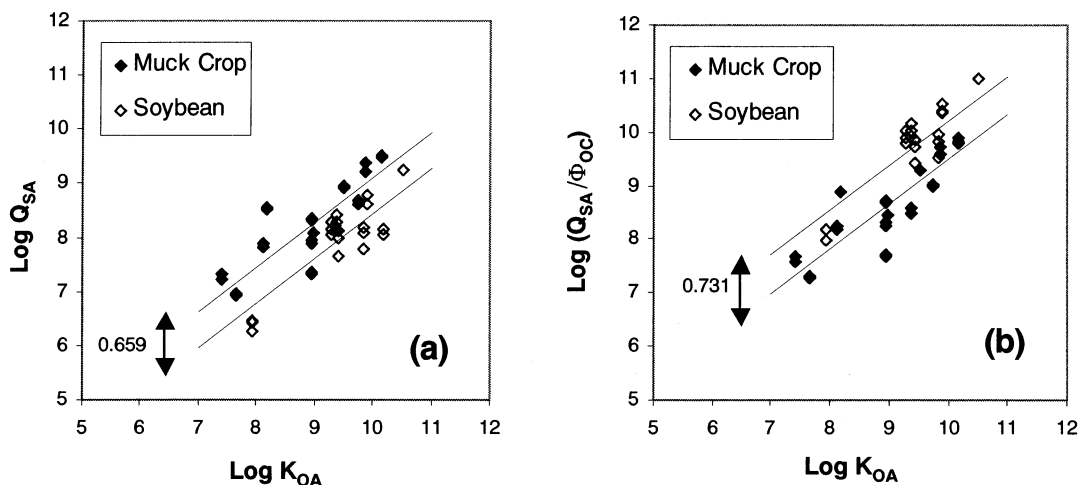 12
11
10
9
8
7
6
5
Log Q_SA
Muck Crop
Soybean
0.659
(a)
5 6 7 8 9 10 11 12
Log K_OA
12
11
10
9
8
7
6
5
Log (Q_SA/Φ_OC)
Muck Crop
Soybean
0.731
(b)
5 6 7 8 9 10 11 12
Log K_OA